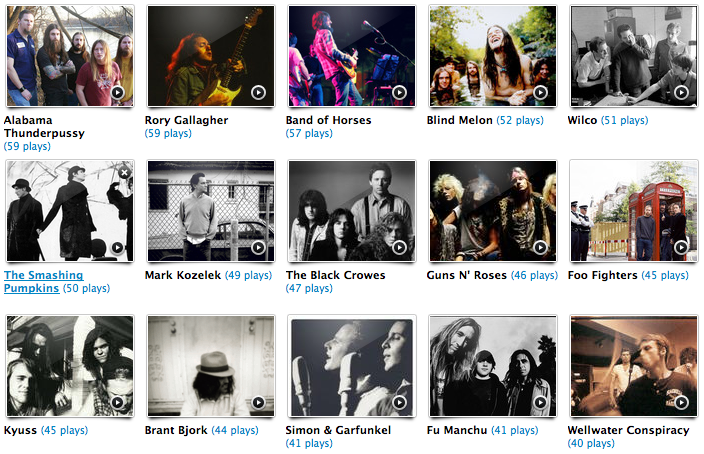 Alabama
Thunderpussy
(59 plays)
Rory Gallagher
(59 plays)
Band of Horses
(57 plays)
Blind Melon (52 plays)
Wilco (51 plays)
The Smashing
Pumpkins (50 plays)
Mark Kozelek (49 plays)
The Black Crowes
(47 plays)
Guns N' Roses (46 plays)
Foo Fighters (45 plays)
Kyuss (45 plays)
Brant Bjork (44 plays)
Simon & Garfunkel
(41 plays)
Fu Manchu (41 plays)
Wellwater Conspiracy
(40 plays)